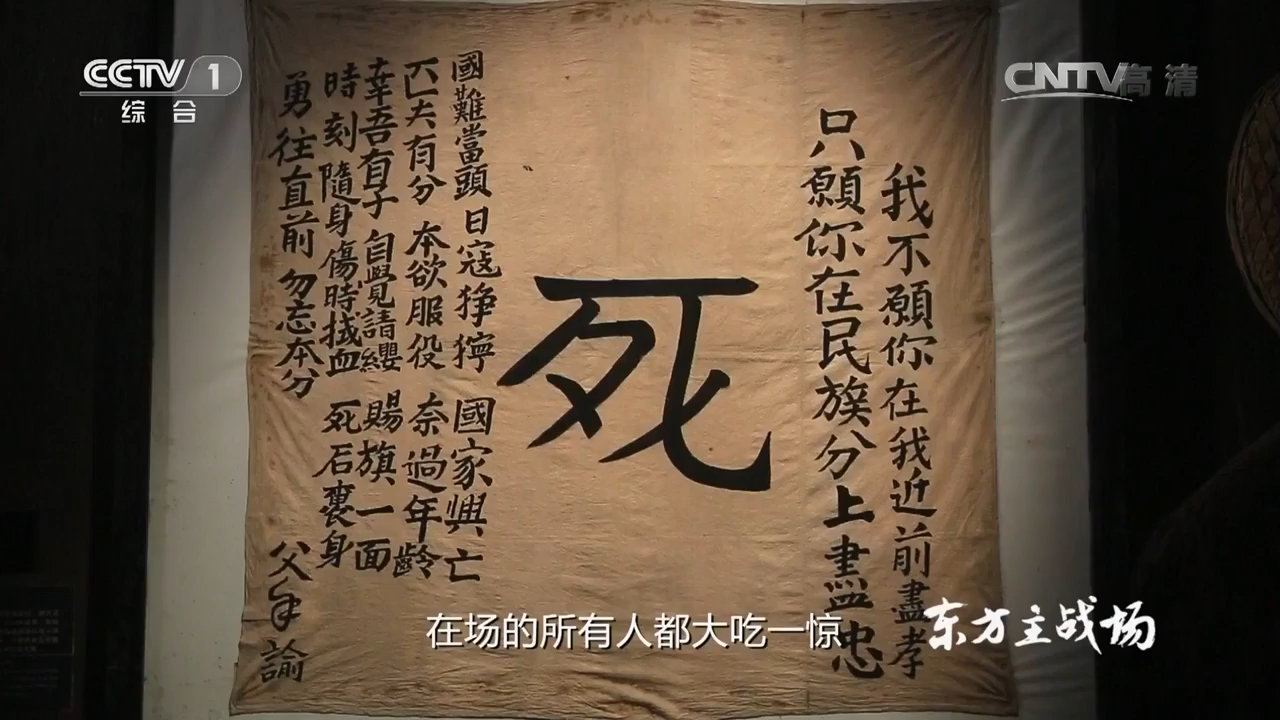 CCTV 1
综合
CNTV高清
我不願你在我近前盡孝
只願你在民族分上盡忠
死
國難當頭 日寇猙獰 國家興亡
匹夫有分 本欲服役 奈過年齡
幸吾有子 自覺請纓 賜旗一面
時刻隨身 傷時拭血 死后裹身
勇往直前 勿忘本分 父手諭
在场的所有人都大吃一惊
东方主战场